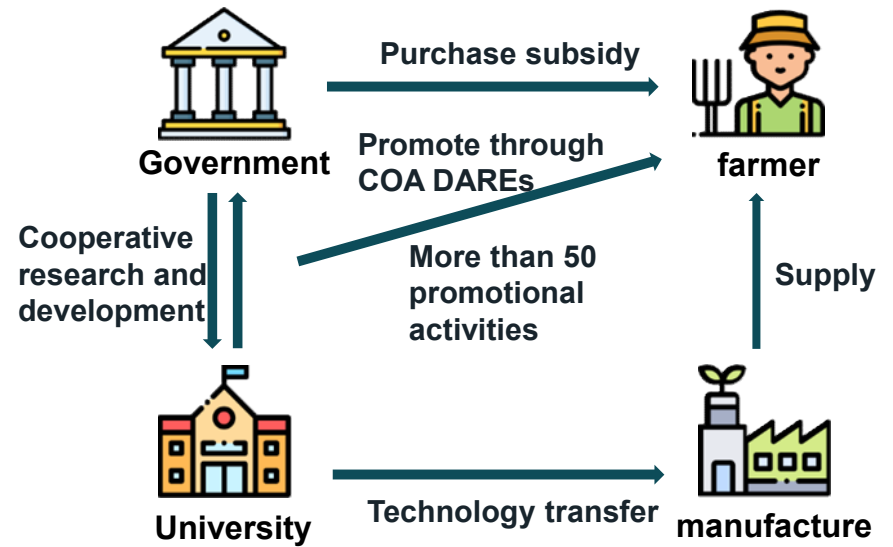 Purchase subsidy
Government
farmer
Promote through
COA DAREs
Cooperative
research and
development
More than 50
promotional
activities
Supply
University
Technology transfer
manufacture